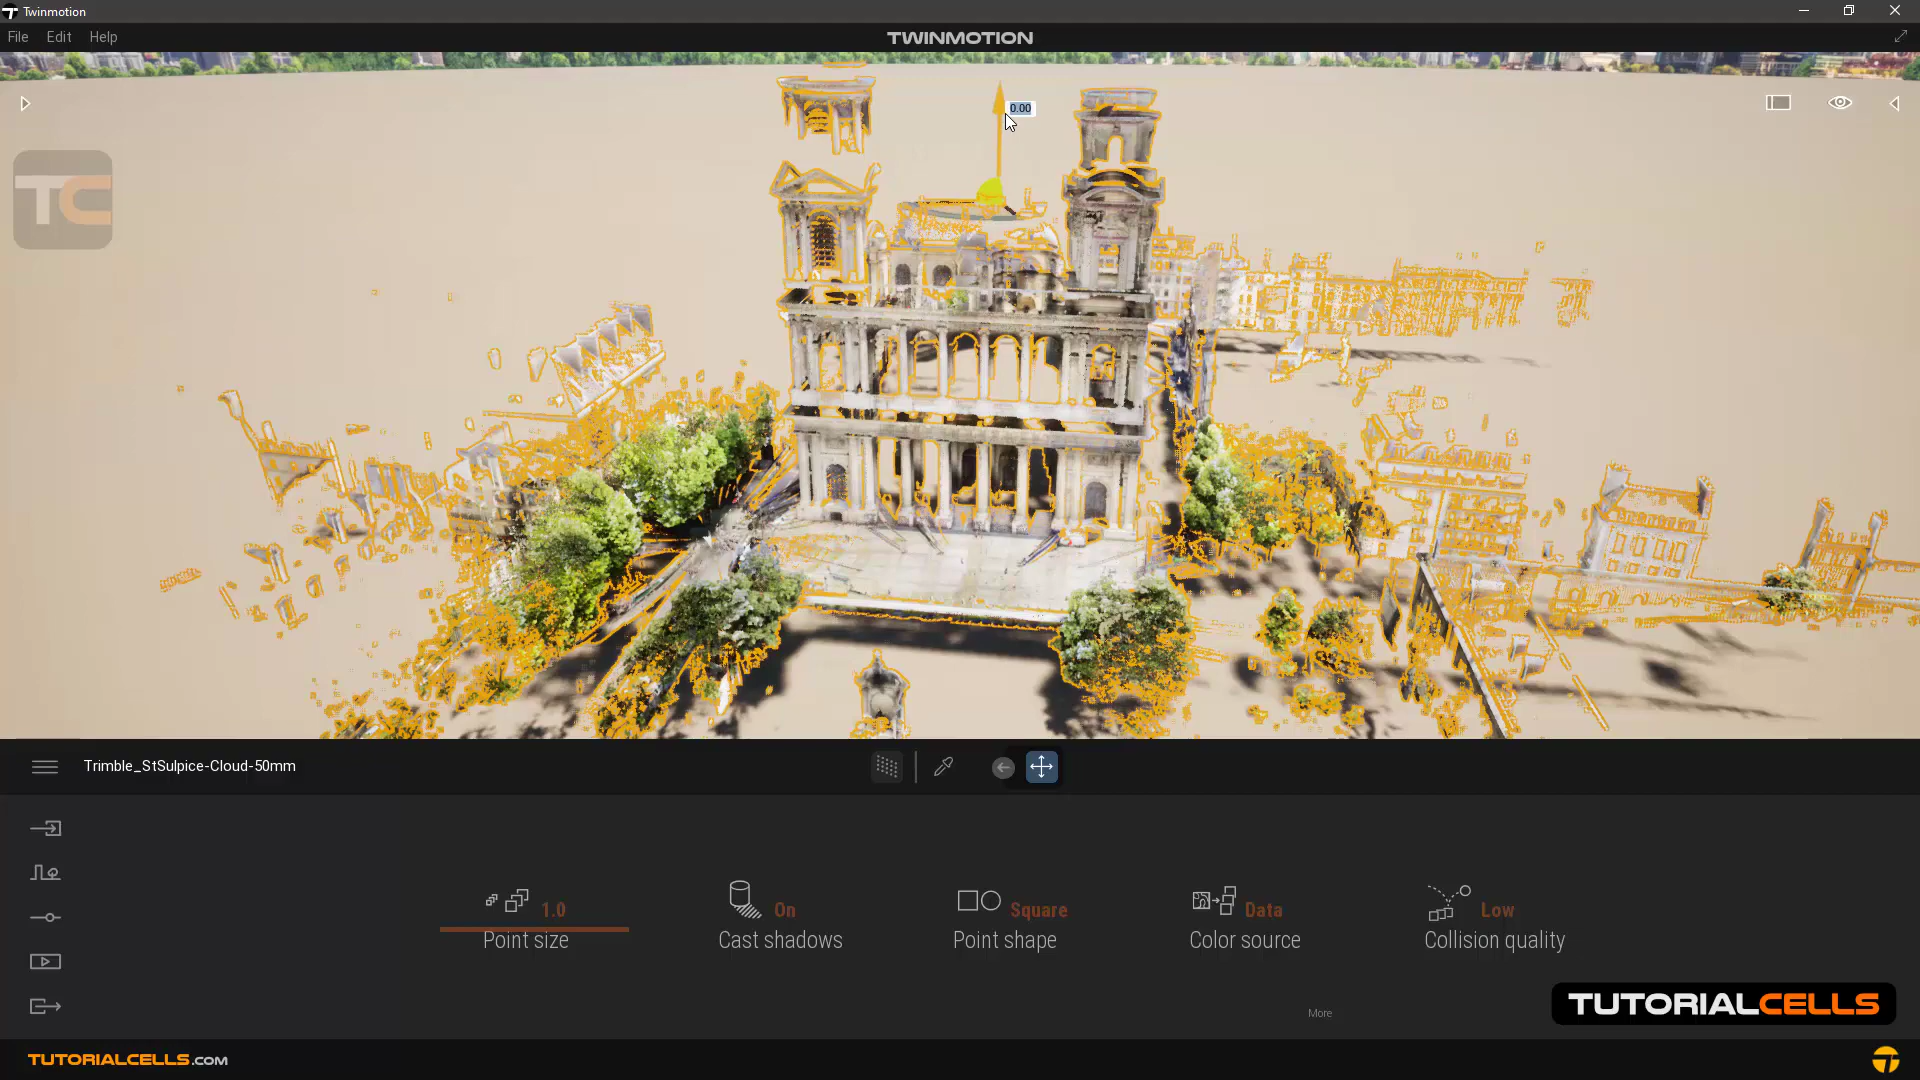 Twinmotion
File Edit Help
TWINMOTION
0.00
TC
Trimble_StSulpice-Cloud-50mm
1.0
Point size
On
Cast shadows
Square
Point shape
Data
Color source
Low
Collision quality
More
TUTORIALCELLS
TUTORIALCELLS.COM